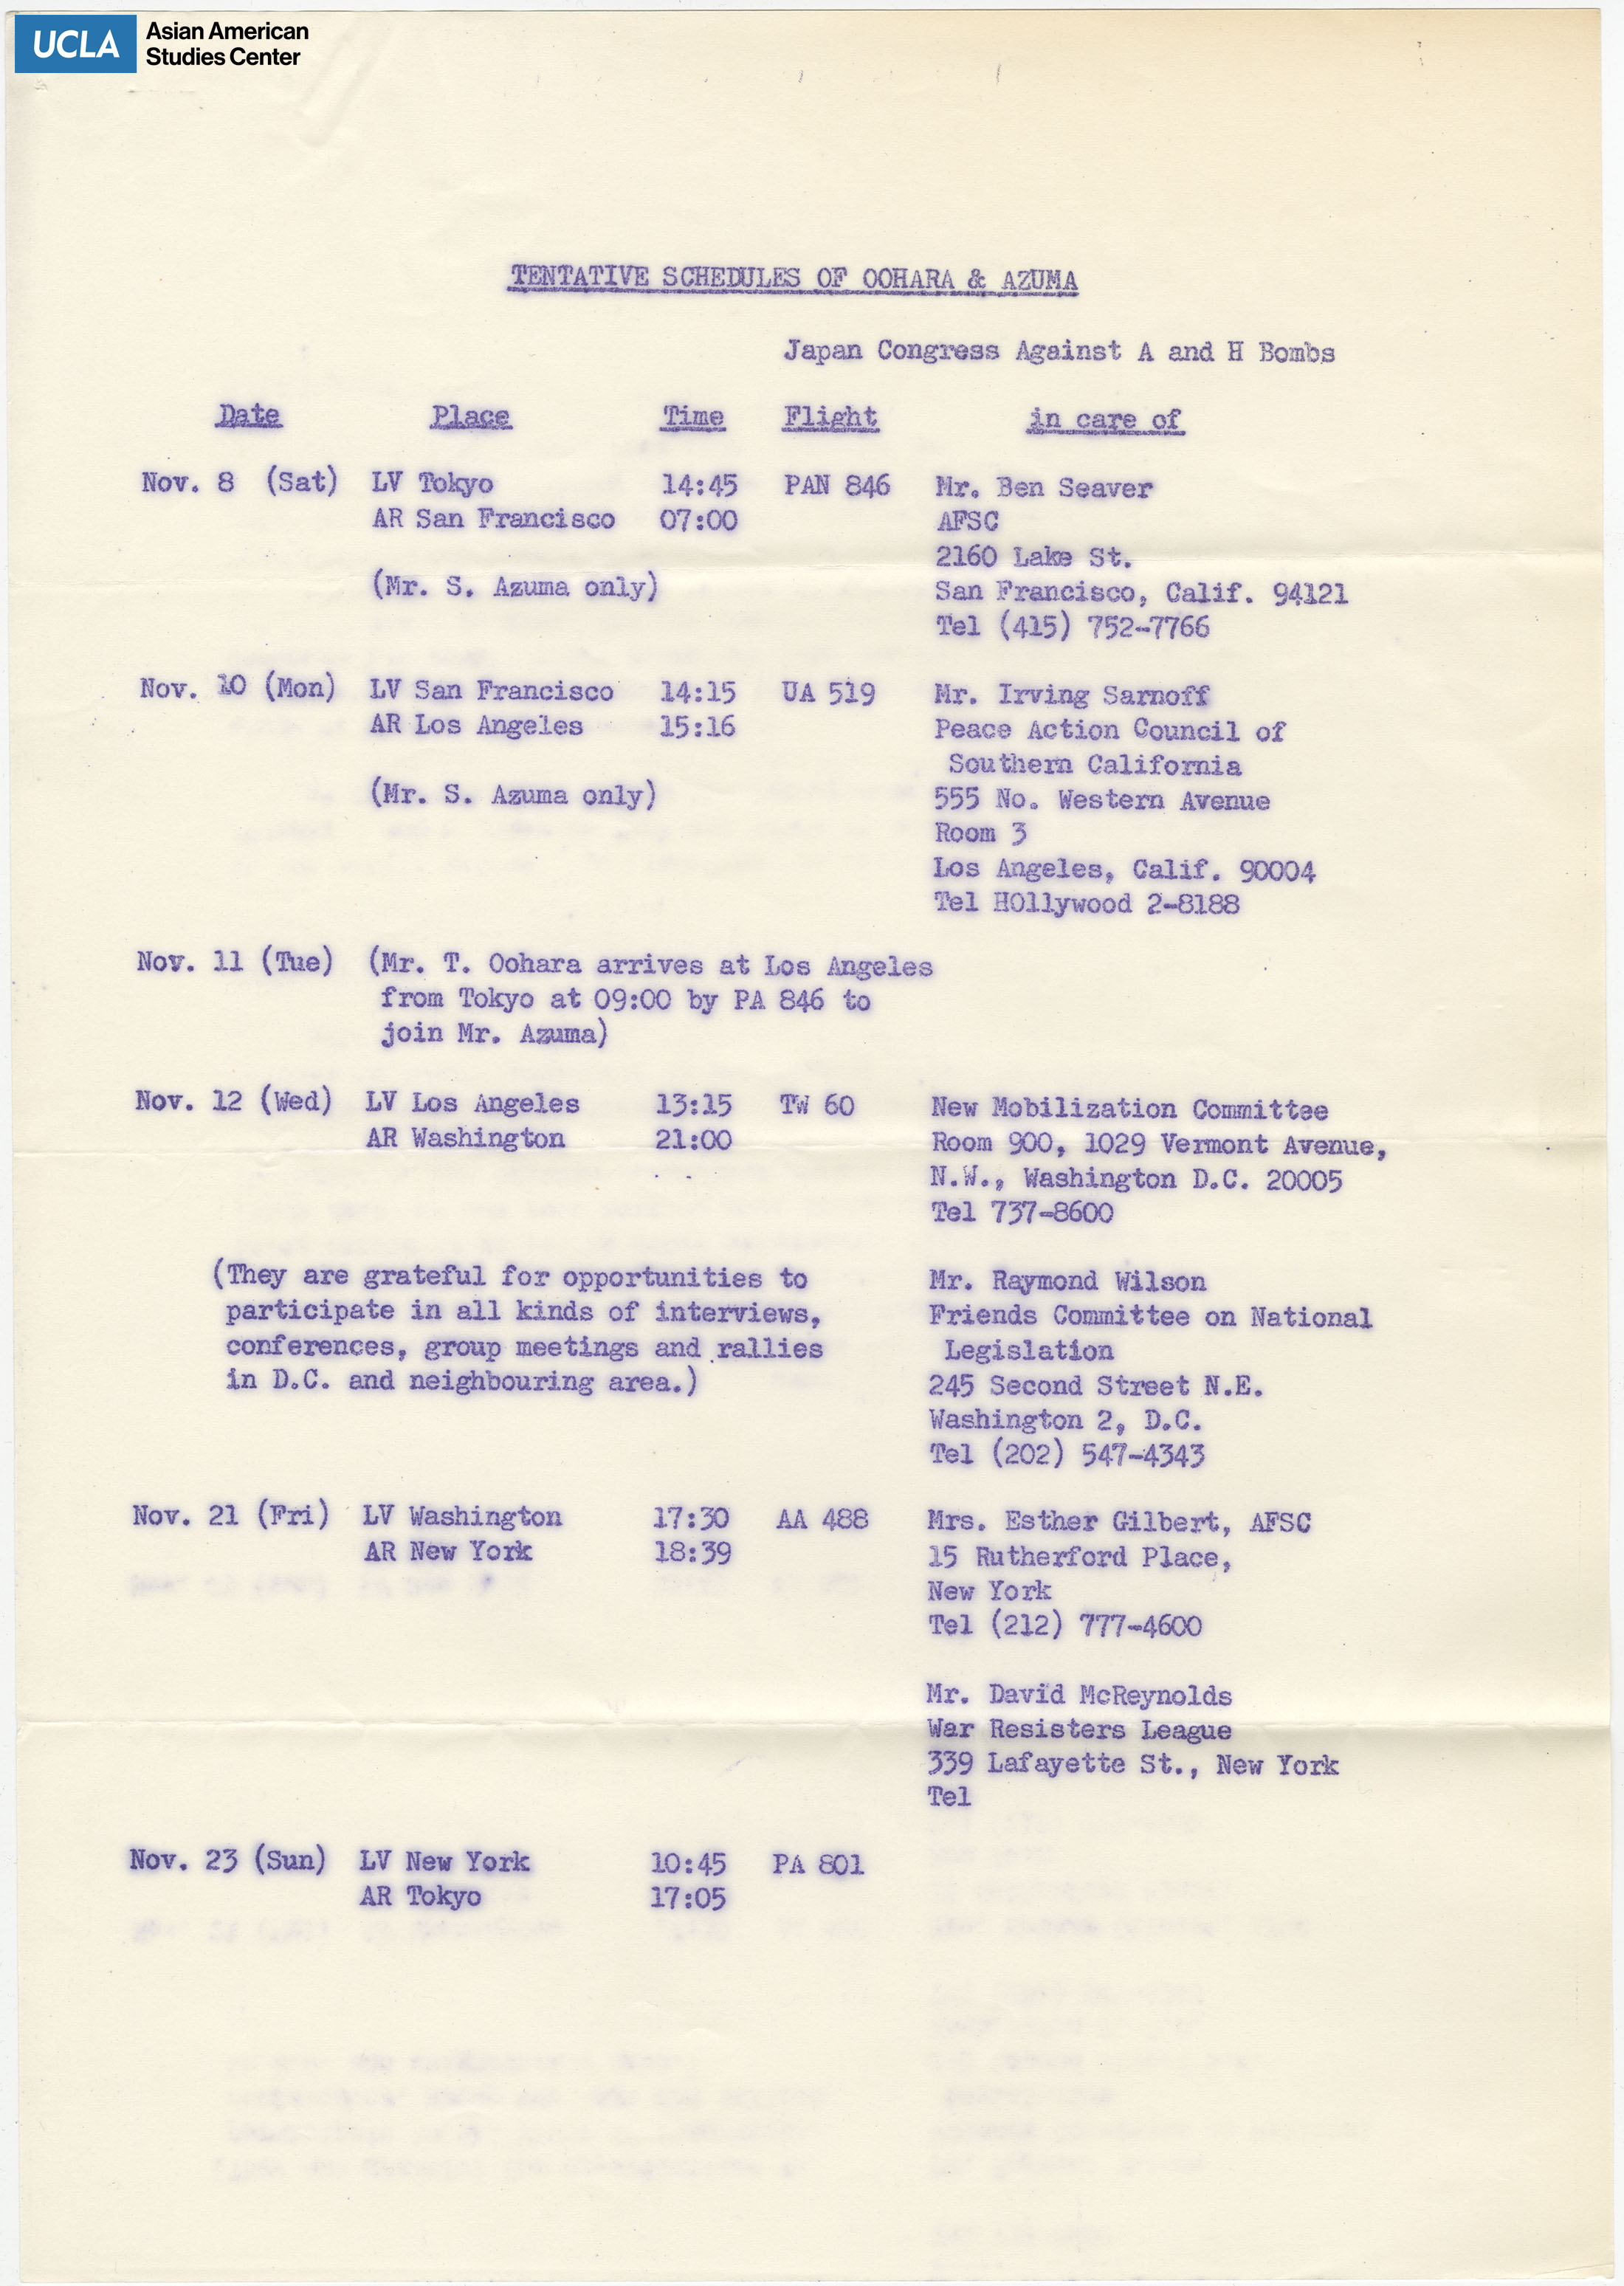 UCLA Asian American
Studies Center
TENTATIVE SCHEDULES OF OOHARA & AZUMA
Japan Congress Against A and H Bombs
Date Place Time Flight in care of
Nov. 8 (Sat) LV Tokyo 14:45 PAN 846 Mr. Ben Seaver
AR San Francisco 07:00 AFSC
2160 Lake St.
(Mr. S. Azuma only) San Francisco, Calif. 94121
Tel (415) 752-7766
Nov. 10 (Mon) LV San Francisco 14:15 UA 519 Mr. Irving Sarnoff
AR Los Angeles 15:16 Peace Action Council of
Southern California
(Mr. S. Azuma only) 555 No. Western Avenue
Room 3
Los Angeles, Calif. 90004
Tel HOllywood 2-8188
Nov. 11 (Tue) (Mr. T. Oohara arrives at Los Angeles
from Tokyo at 09:00 by PA 846 to
join Mr. Azuma)
Nov. 12 (Wed) LV Los Angeles 13:15 TW 60 New Mobilization Committee
AR Washington 21:00 Room 900, 1029 Vermont Avenue,
N.W., Washington D.C. 20005
Tel 737-8600
(They are grateful for opportunities to Mr. Raymond Wilson
participate in all kinds of interviews, Friends Committee on National
conferences, group meetings and rallies Legislation
in D.C. and neighbouring area.) 245 Second Street N.E.
Washington 2, D.C.
Tel (202) 547-4343
Nov. 21 (Fri) LV Washington 17:30 AA 488 Mrs. Esther Gilbert, AFSC
AR New York 18:39 15 Rutherford Place,
New York
Tel (212) 777-4600
Mr. David McReynolds
War Resisters League
339 Lafayette St., New York
Tel
Nov. 23 (Sun) LV New York 10:45 PA 801
AR Tokyo 17:05